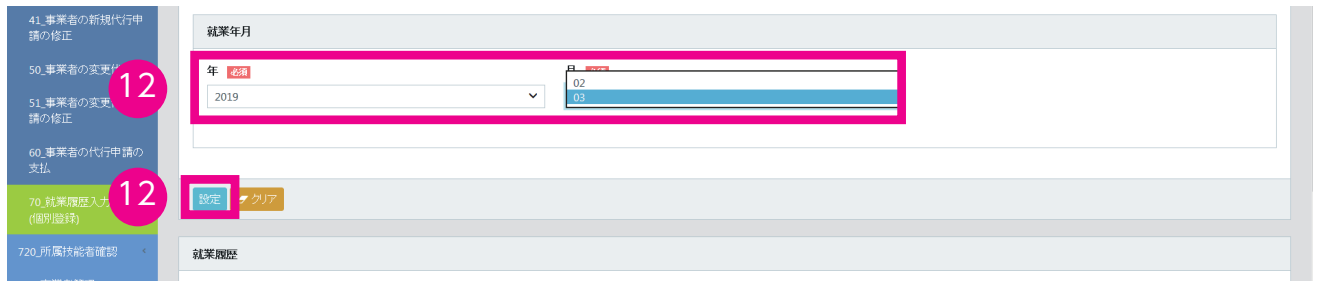 41_事業者の新規代行申
請の修正
50_事業者の変更
12
51_事業者の変更
請の修正
60_事業者の代行申請の
支払
70_就業履歴入力
(個別登録)
12
720_所属技能者確認
就業年月
年 必須
月
2019
02
03
設定
クリア
就業履歴